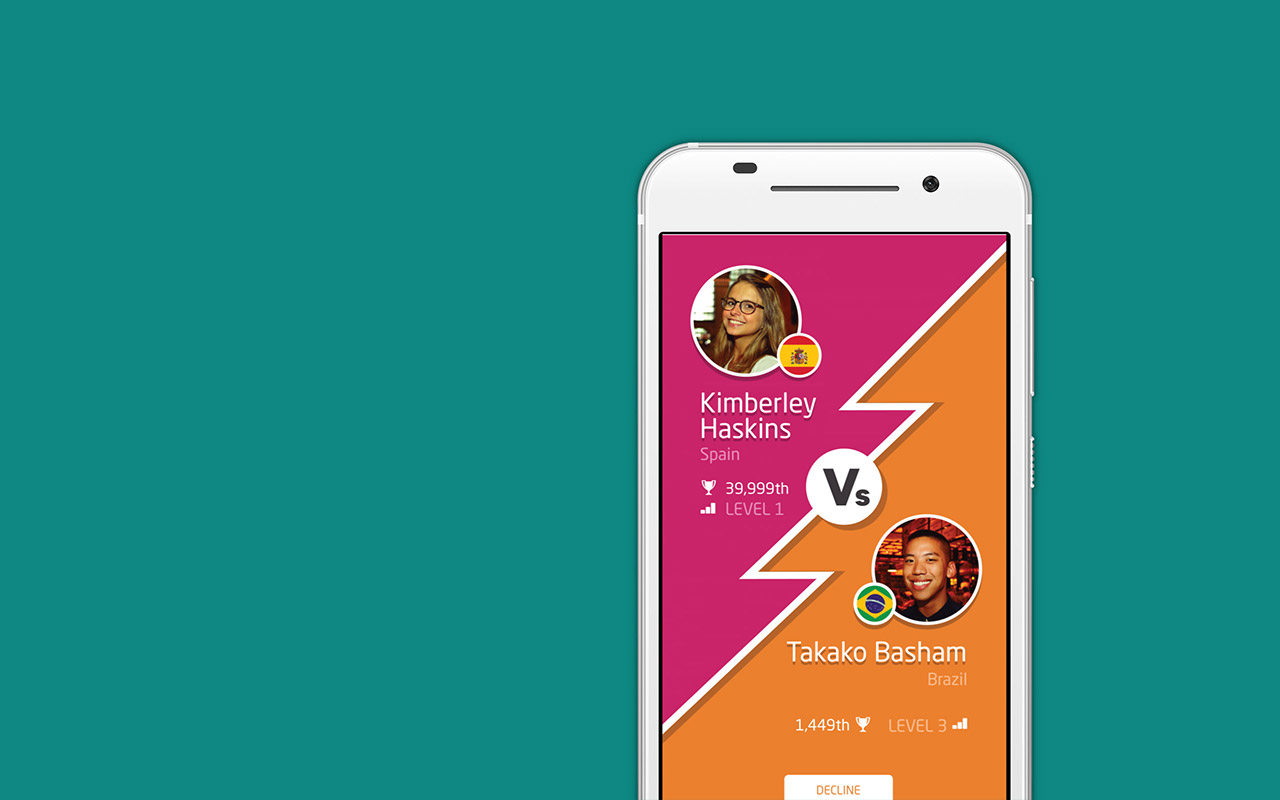 Kimberley
Haskins
Spain
39,999th
LEVEL 1
Vs
Takako Basham
Brazil
1,449th LEVEL 3
DECLINE